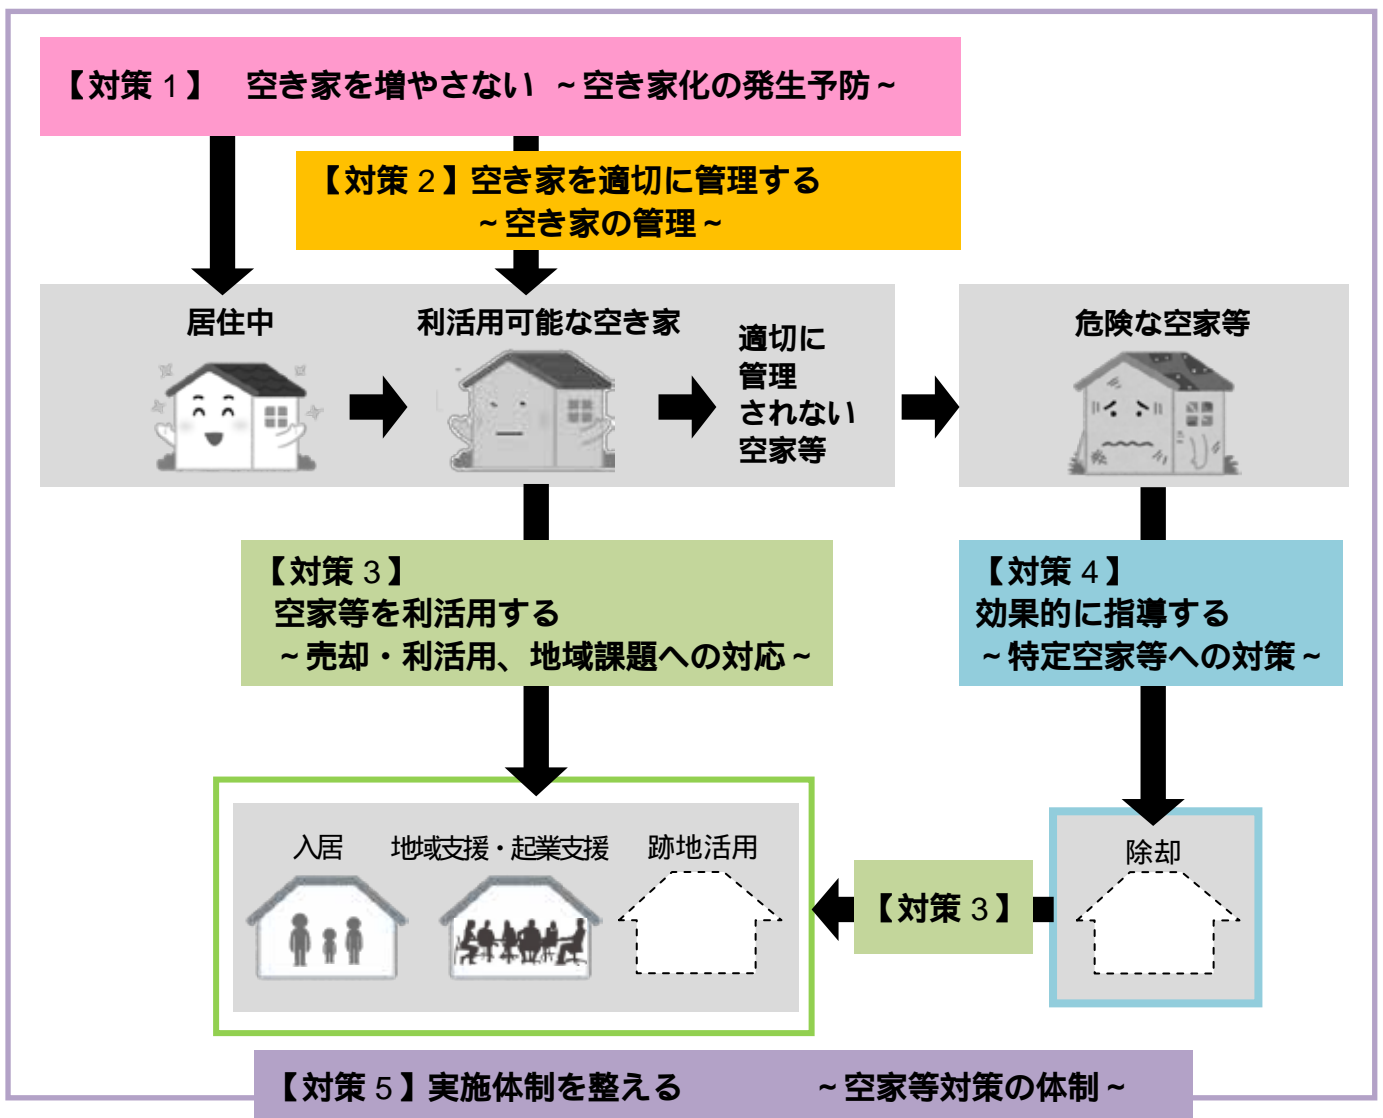 【対策 1】　空き家を増やさない ~空き家化の発生予防~
【対策 2】空き家を適切に管理する
~空き家の管理~
居住中
利活用可能な空き家
適切に
管理
されない
空家等
危険な空家等
【対策 3】
空家等を利活用する
~売却・利活用、地域課題への対応~
【対策 4】
効果的に指導する
~特定空家等への対策~
入居
地域支援・起業支援
跡地活用
【対策 3】
除却
【対策 5】実施体制を整える　　　~空家等対策の体制~